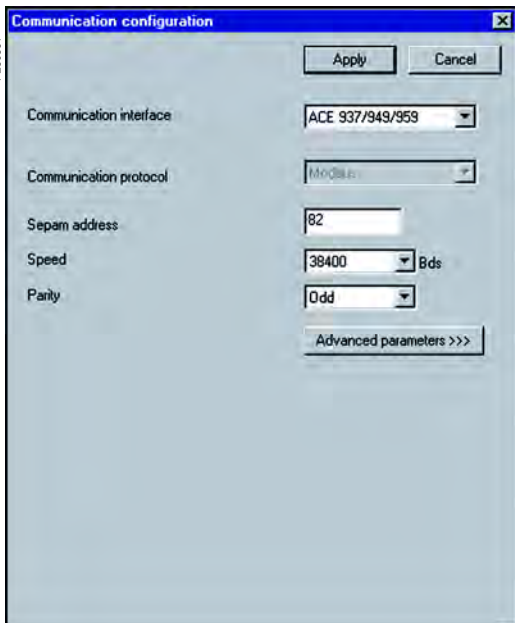 Communication configuration
Apply Cancel
Communication interface ACE 937/949/959
Communication protocol Modbus
Sepam address 82
Speed 38400 Bds
Parity Odd
Advanced parameters >>>